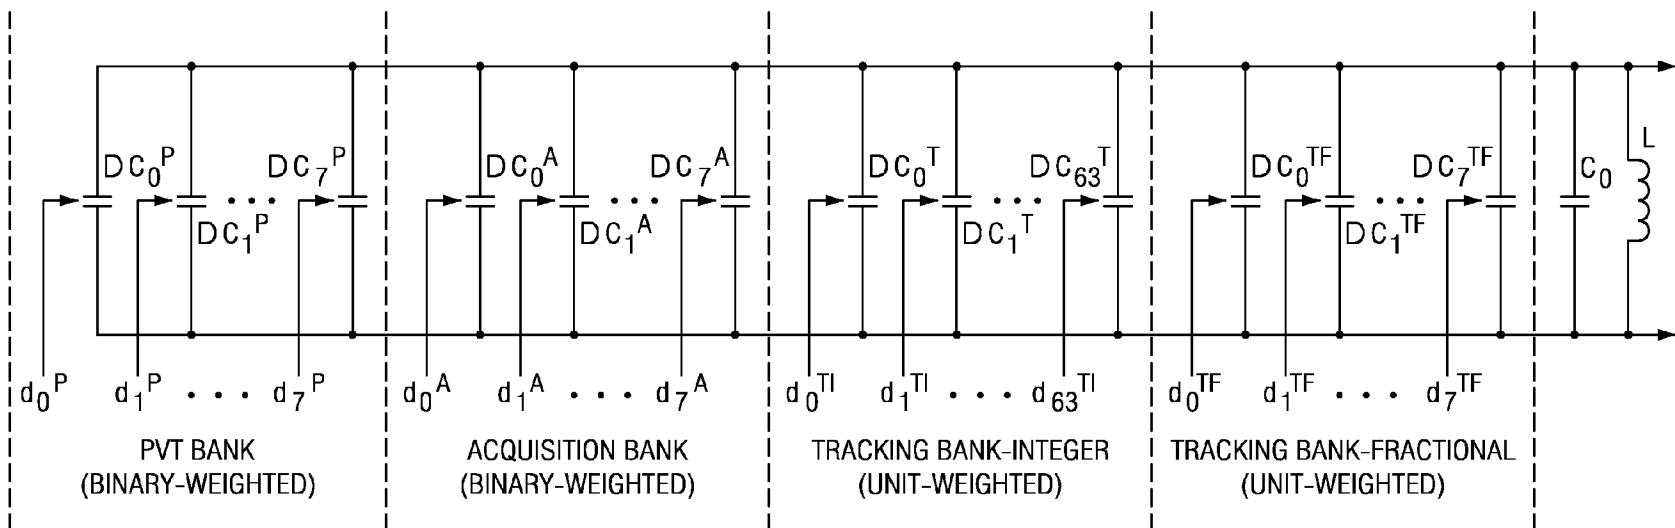 DC₀ᴾ DC₇ᴾ DC₀ᴬ DC₇ᴬ DC₀ᵀ DC₆₃ᵀ DC₀ᵀF DC₇ᵀF C₀ L
DC₁ᴾ DC₁ᴬ DC₁ᵀ DC₁ᵀF
d₀ᴾ d₁ᴾ • • • d₇ᴾ d₀ᴬ d₁ᴬ • • • d₇ᴬ d₀ᵀᴵ d₁ᵀᴵ • • • d₆₃ᵀᴵ d₀ᵀF d₁ᵀF • • • d₇ᵀF
PVT BANK
(BINARY-WEIGHTED)
ACQUISITION BANK
(BINARY-WEIGHTED)
TRACKING BANK-INTEGER
(UNIT-WEIGHTED)
TRACKING BANK-FRACTIONAL
(UNIT-WEIGHTED)